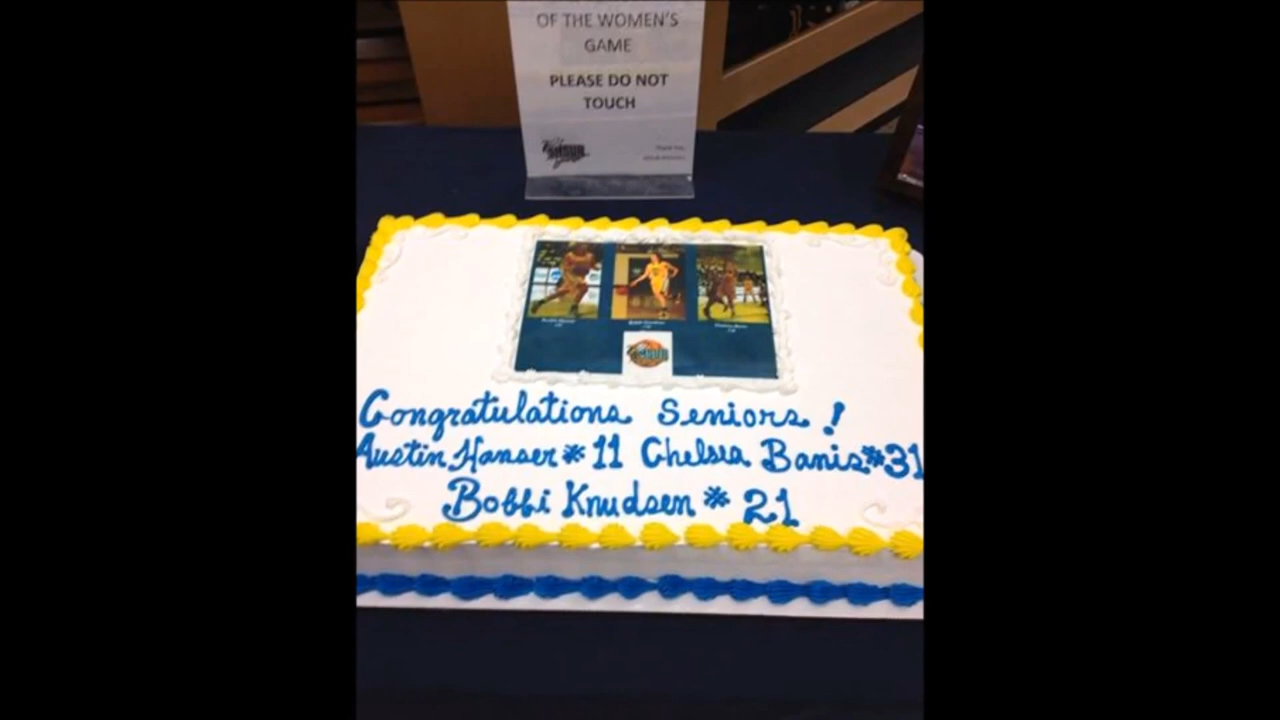 OF THE WOMEN'S
GAME
PLEASE DO NOT
TOUCH
MSUB
Congratulations Seniors!
Austin Hanser #11 Chelsea Banis #31
Bobbi Knudsen #21